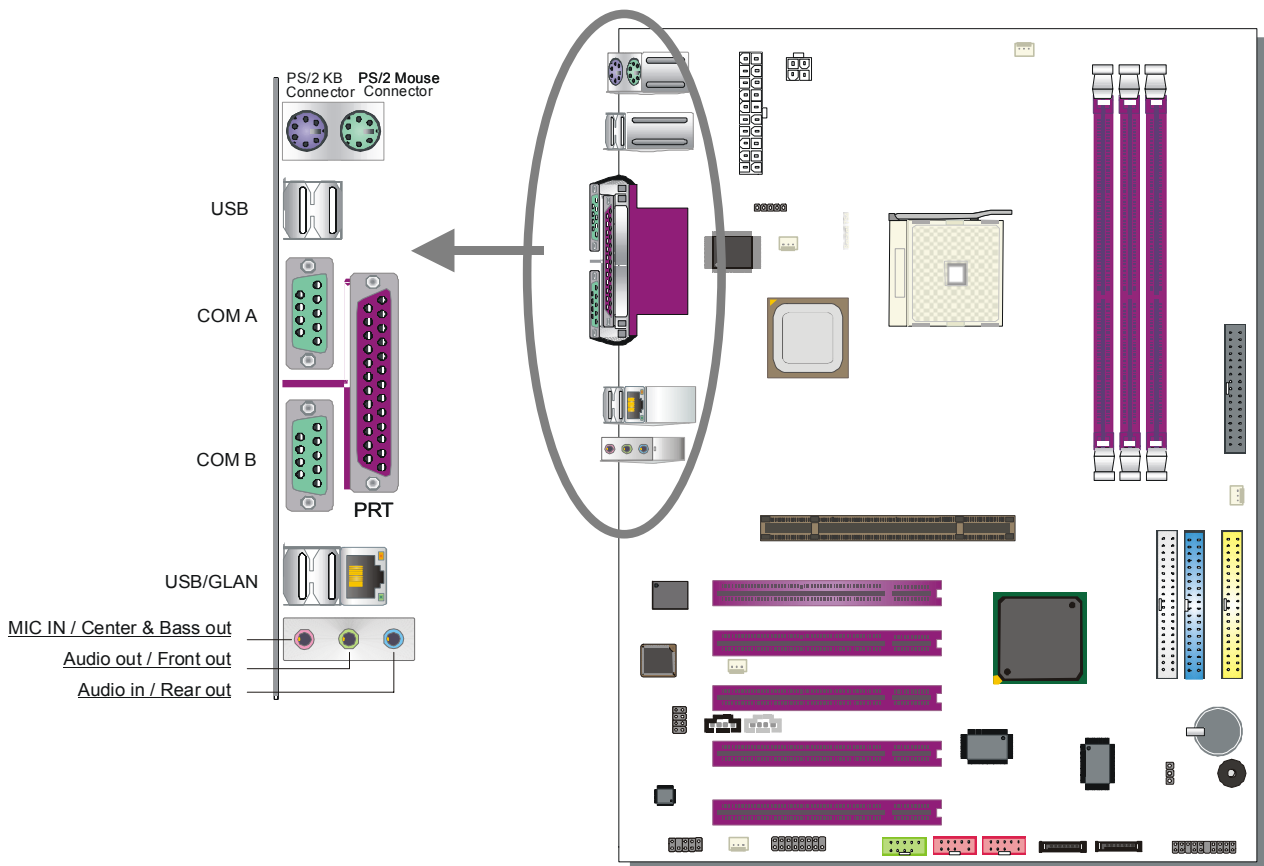 PS/2 KB
Connector
PS/2 Mouse
Connector
USB
COM A
COM B
PRT
USB/GLAN
MIC IN / Center & Bass out
Audio out / Front out
Audio in / Rear out